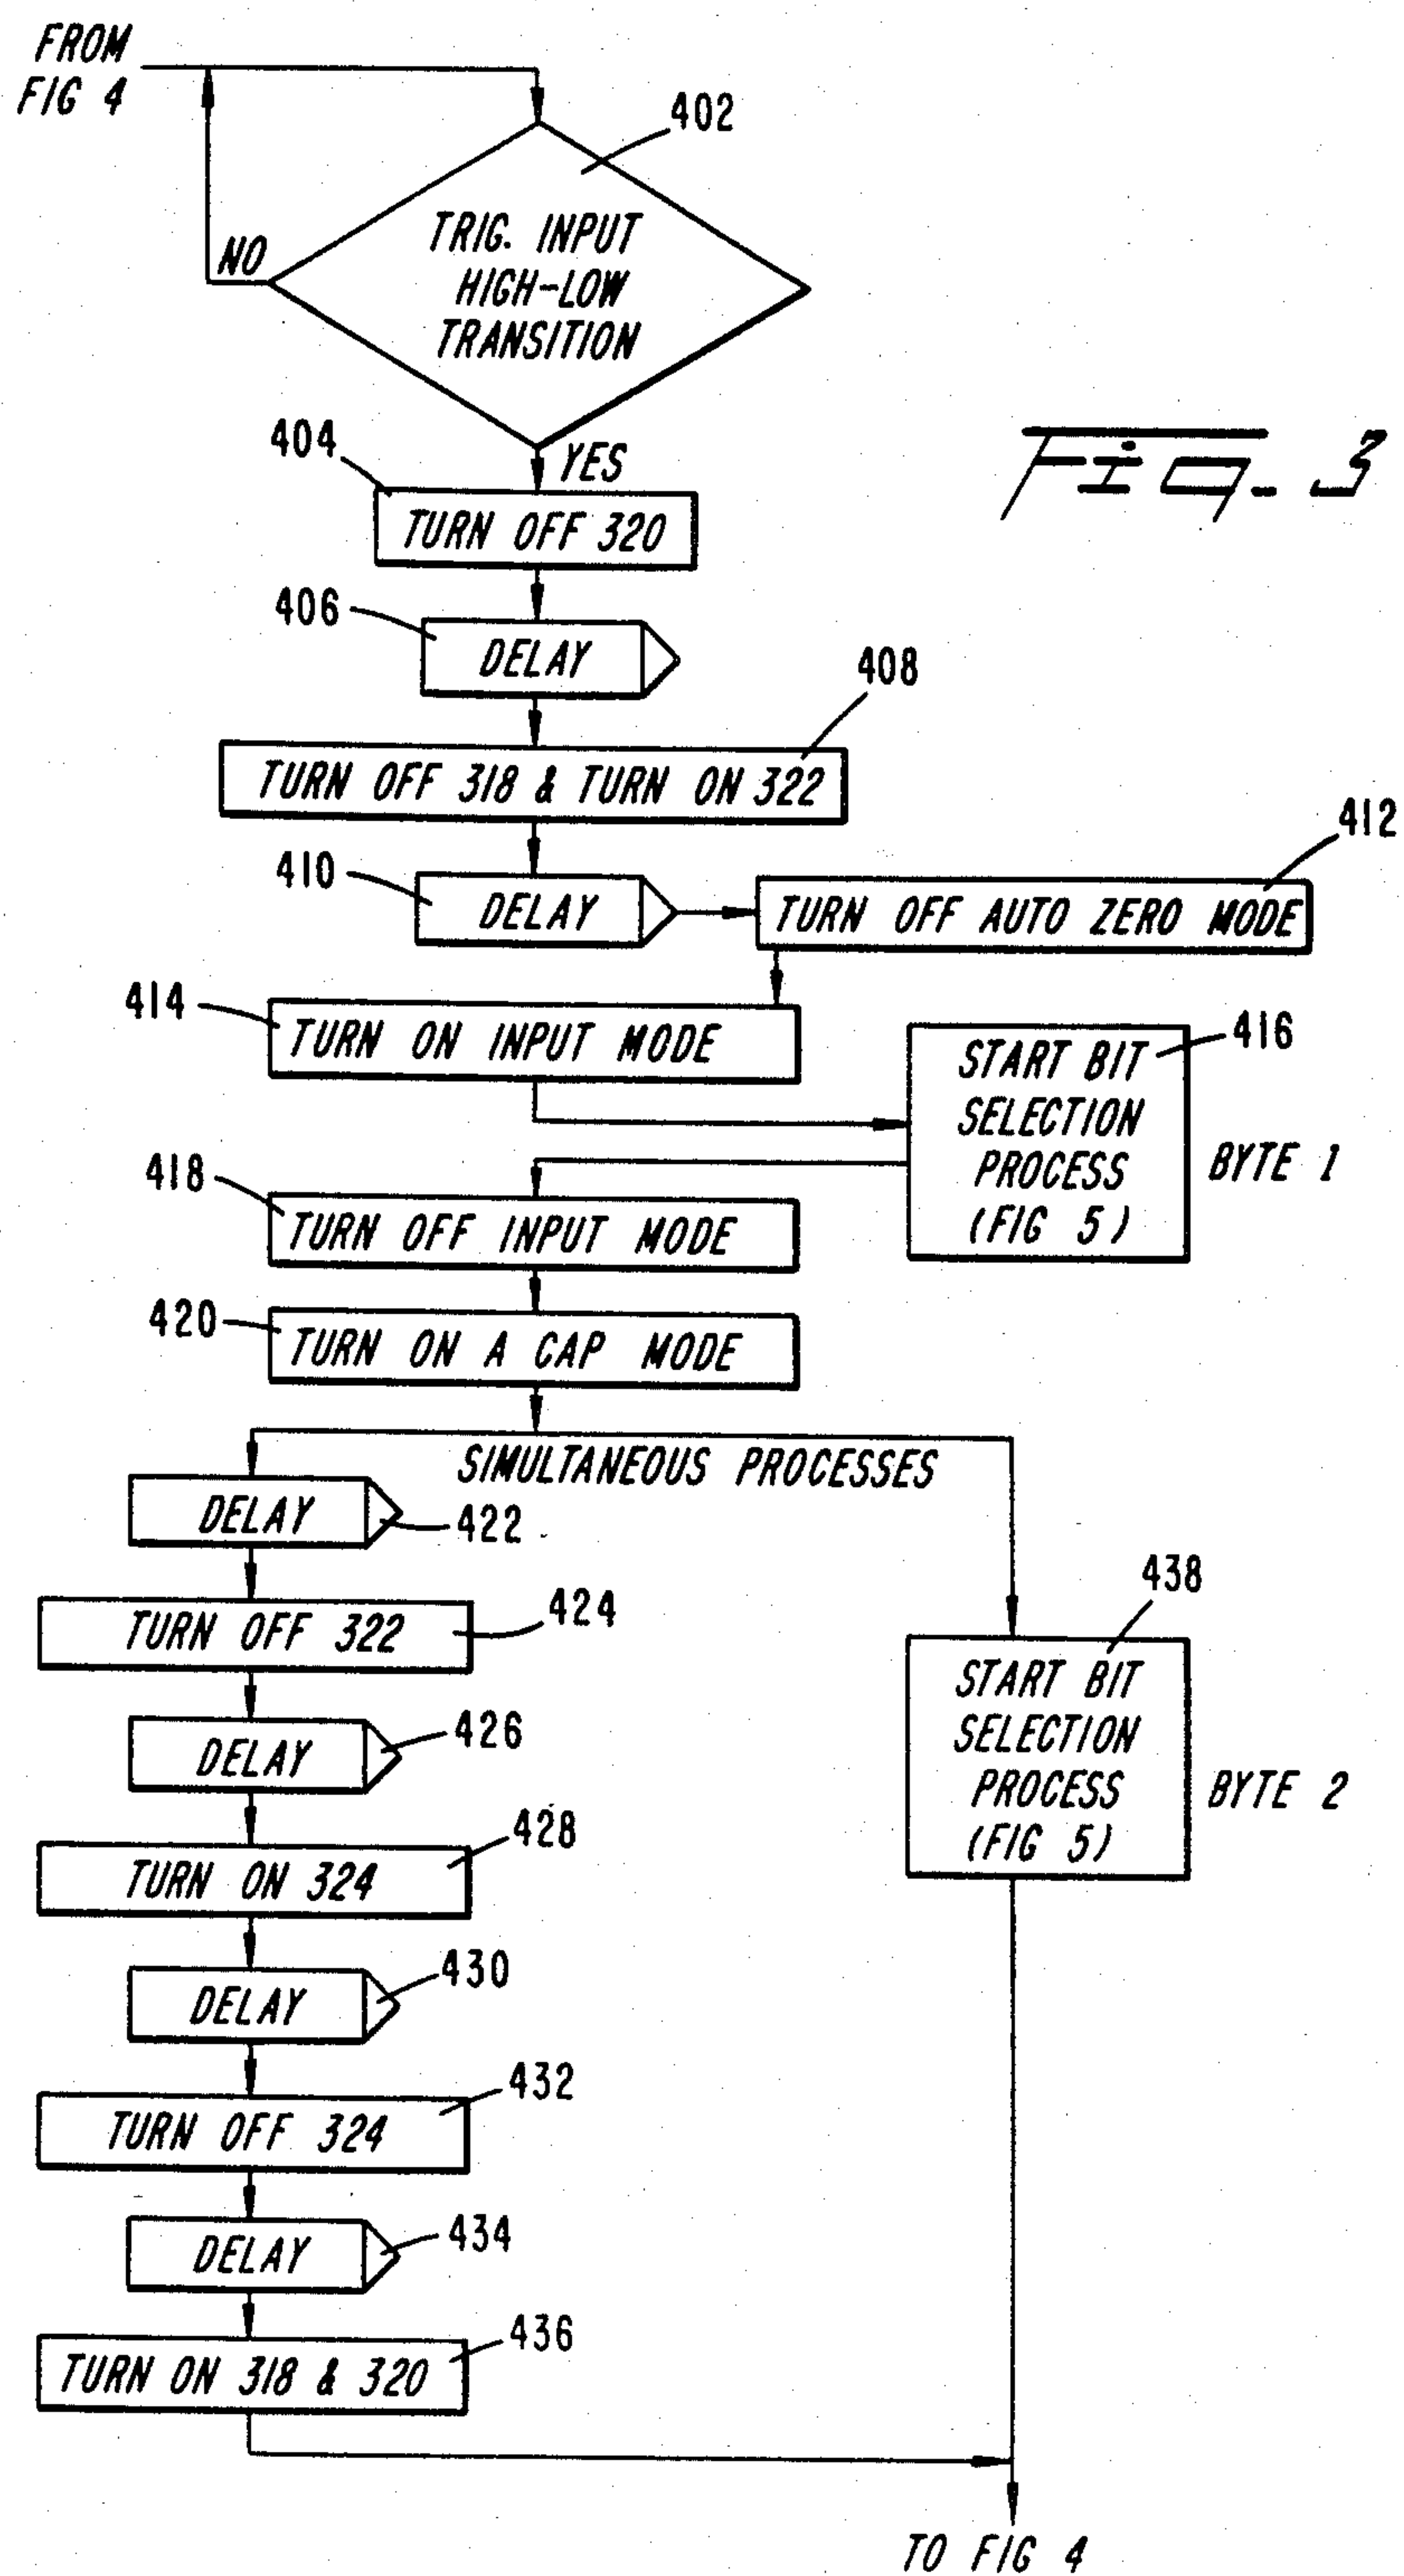 FROM
FIG 4
402
TRIG. INPUT
HIGH-LOW
TRANSITION
NO
YES
Fig. 3
404
TURN OFF 320
406
DELAY
408
TURN OFF 318 & TURN ON 322
410
DELAY
412
TURN OFF AUTO ZERO MODE
414
TURN ON INPUT MODE
416
START BIT
SELECTION
PROCESS
(FIG 5)
BYTE 1
418
TURN OFF INPUT MODE
420
TURN ON A CAP MODE
SIMULTANEOUS PROCESSES
DELAY
422
TURN OFF 322
424
DELAY
426
TURN ON 324
428
DELAY
430
TURN OFF 324
432
DELAY
434
TURN ON 318 & 320
436
438
START BIT
SELECTION
PROCESS
(FIG 5)
BYTE 2
TO FIG 4